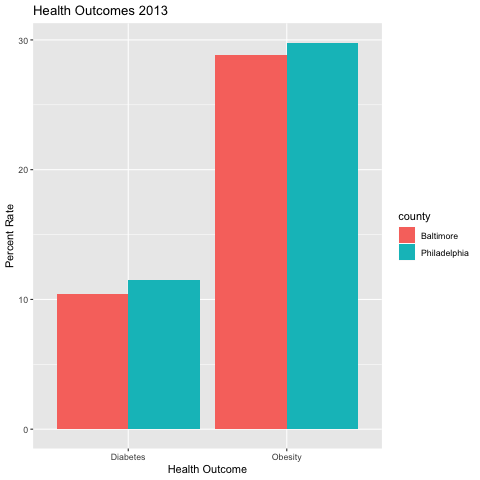 Health Outcomes 2013
30
20
10
0
Percent Rate
Diabetes Obesity
Health Outcome
county
Baltimore
Philadelphia